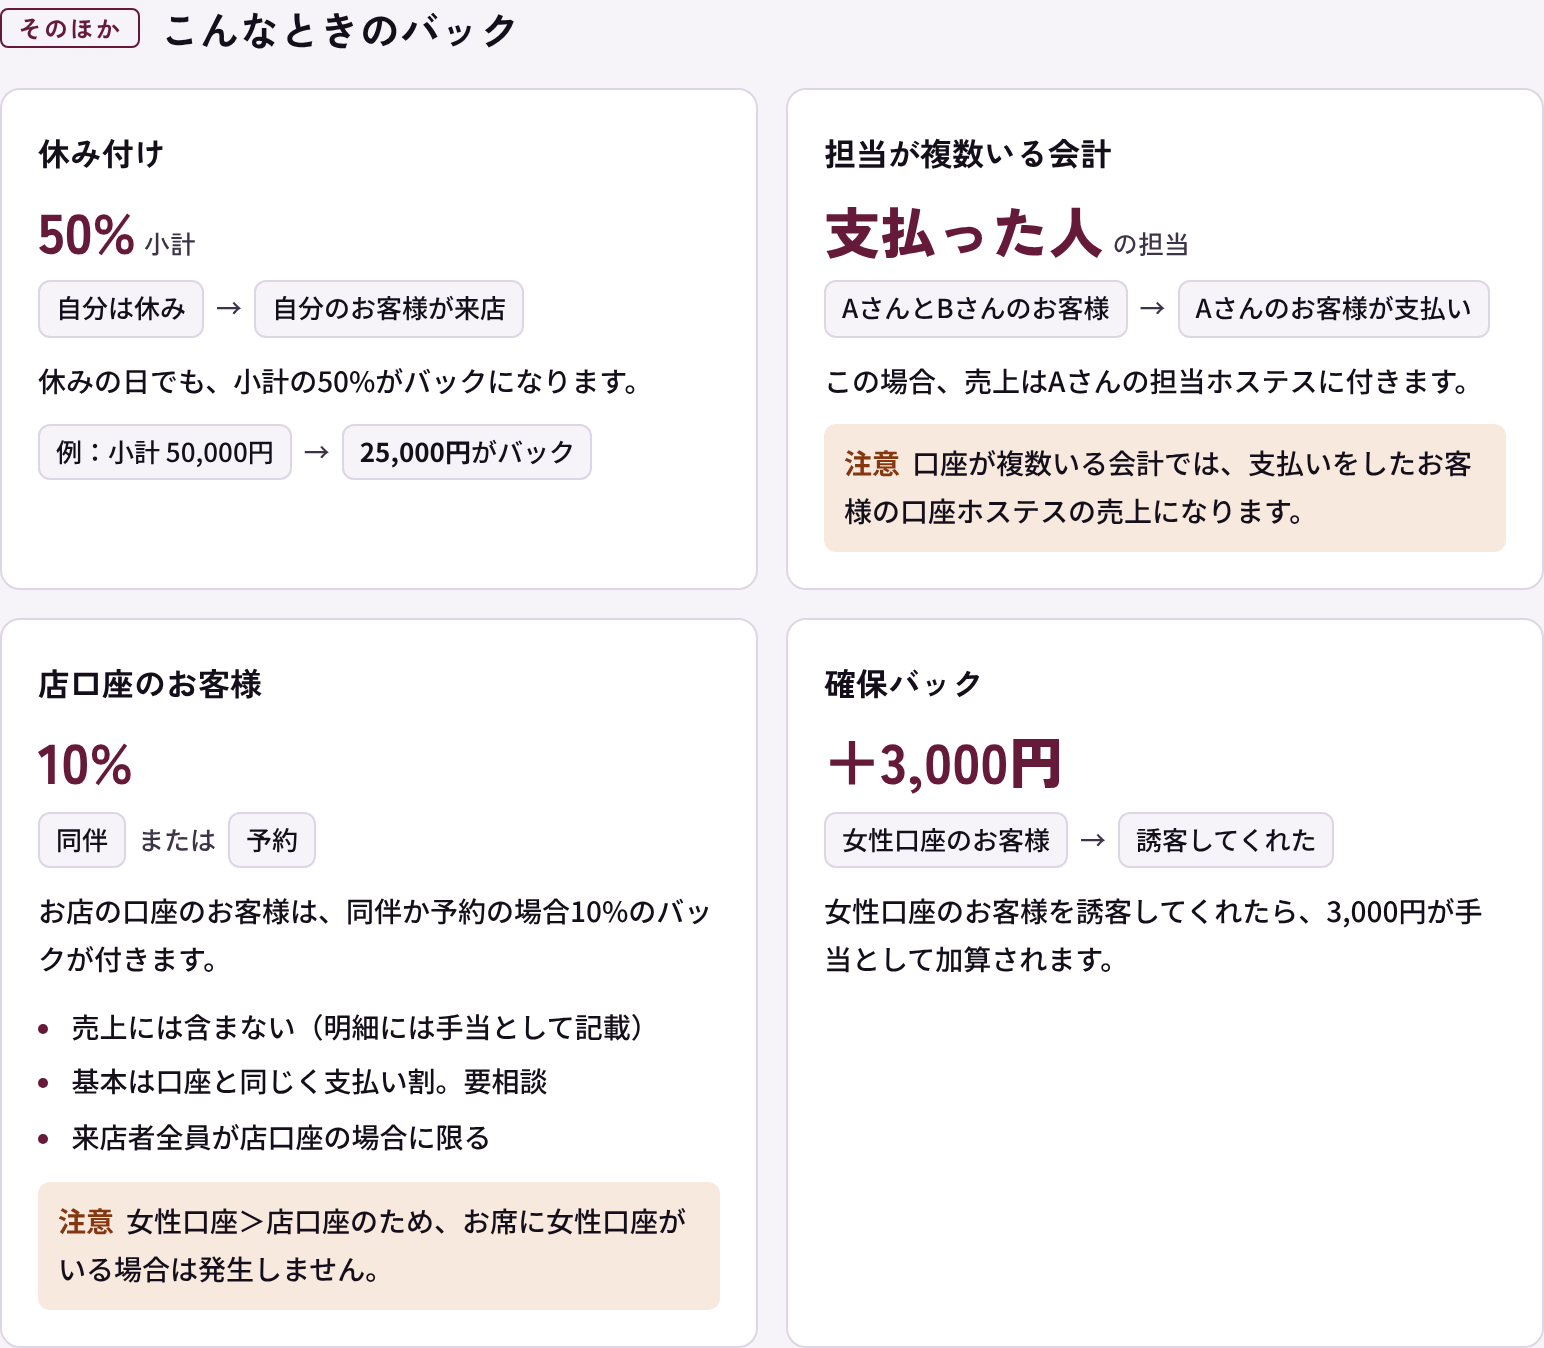 そのほか こんなときのバック
休み付け
50% 小計
自分は休み → 自分のお客様が来店
休みの日でも、小計の50%がバックになります。
例：小計 50,000円 → 25,000円がバック
担当が複数いる会計
支払った人 の担当
AさんとBさんのお客様 → Aさんのお客様が支払い
この場合、売上はAさんの担当ホステスに付きます。
注意 口座が複数いる会計では、支払いをしたお客
様の口座ホステスの売上になります。
店口座のお客様
10%
同伴 または 予約
お店の口座のお客様は、同伴か予約の場合10%のバッ
クが付きます。
• 売上には含まない（明細には手当として記載）
• 基本は口座と同じく支払い割。要相談
• 来店者全員が店口座の場合に限る
注意 女性口座＞店口座のため、お席に女性口座が
いる場合は発生しません。
確保バック
＋3,000円
女性口座のお客様 → 誘客してくれた
女性口座のお客様を誘客してくれたら、3,000円が手
当として加算されます。